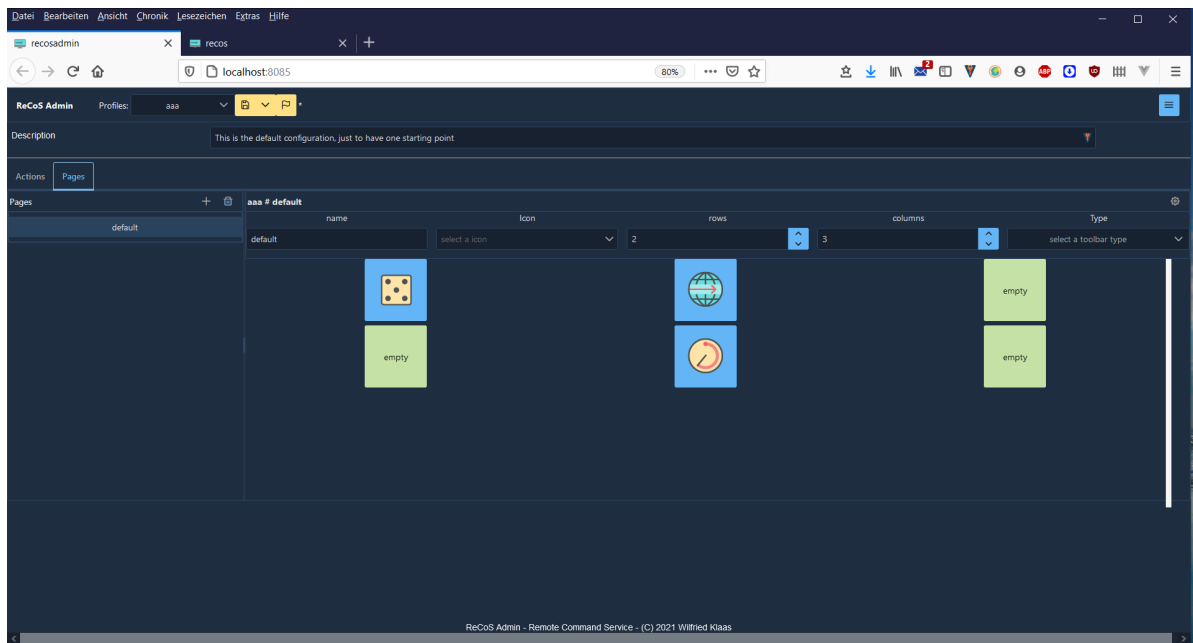 Datei Bearbeiten Ansicht Chronik Lesezeichen Extras Hilfe
recosadmin recos
localhost:8085 80% 2 ABP
ReCoS Admin Profiles: aaa *
Description This is the default configuration, just to have one starting point
Actions Pages
Pages aaa # default
name Icon rows columns Type
default default select a icon 2 3 select a toolbar type
empty
empty empty
ReCoS Admin - Remote Command Service - (C) 2021 Wilfried Klaas